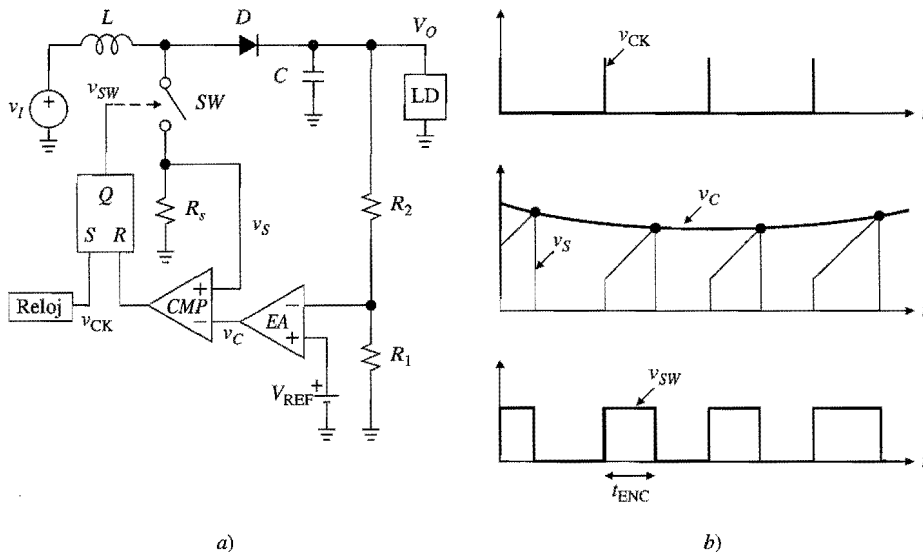 L
D
V_O
v_CK
v_I
v_SW
SW
C
LD
t
Q
S
R
R_s
v_S
R_2
v_C
v_S
Reloj
v_CK
CMP
+
−
v_C
EA
−
+
R_1
V_REF
+
t
v_SW
t_ENC
t
a)
b)